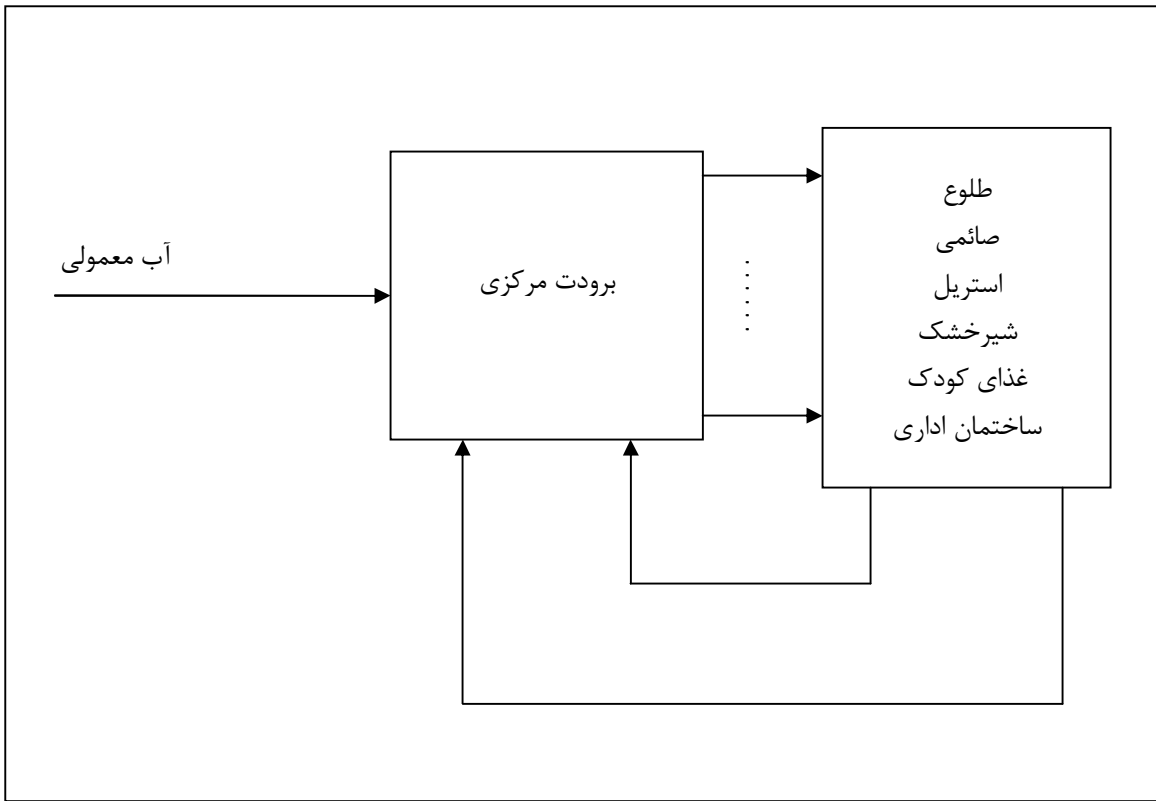 آب معمولی
برودت مرکزی
طلوع
صائمی
استریل
شیرخشک
غذای کودک
ساختمان اداری